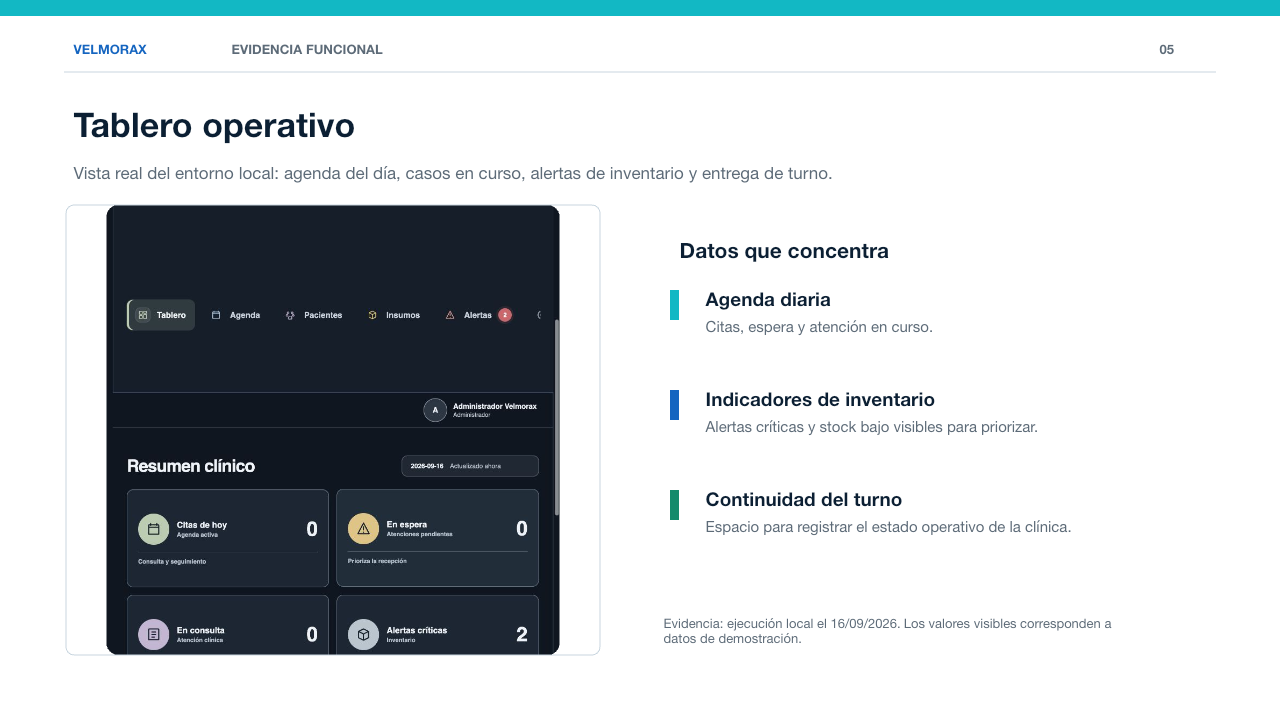 VELMORAX
EVIDENCIA FUNCIONAL
05
Tablero operativo
Vista real del entorno local: agenda del día, casos en curso, alertas de inventario y entrega de turno.
Tablero
Agenda
Pacientes
Insumos
Alertas
2
A
Administrador Velmorax
Administrador
Resumen clínico
2026-09-16 Actualizado ahora
Citas de hoy
Agenda activa
0
Consulta y seguimiento
En espera
Atenciones pendientes
0
Prioriza la recepción
En consulta
Atención clínica
0
Alertas críticas
Inventario
2
Datos que concentra
Agenda diaria
Citas, espera y atención en curso.
Indicadores de inventario
Alertas críticas y stock bajo visibles para priorizar.
Continuidad del turno
Espacio para registrar el estado operativo de la clínica.
Evidencia: ejecución local el 16/09/2026. Los valores visibles corresponden a
datos de demostración.